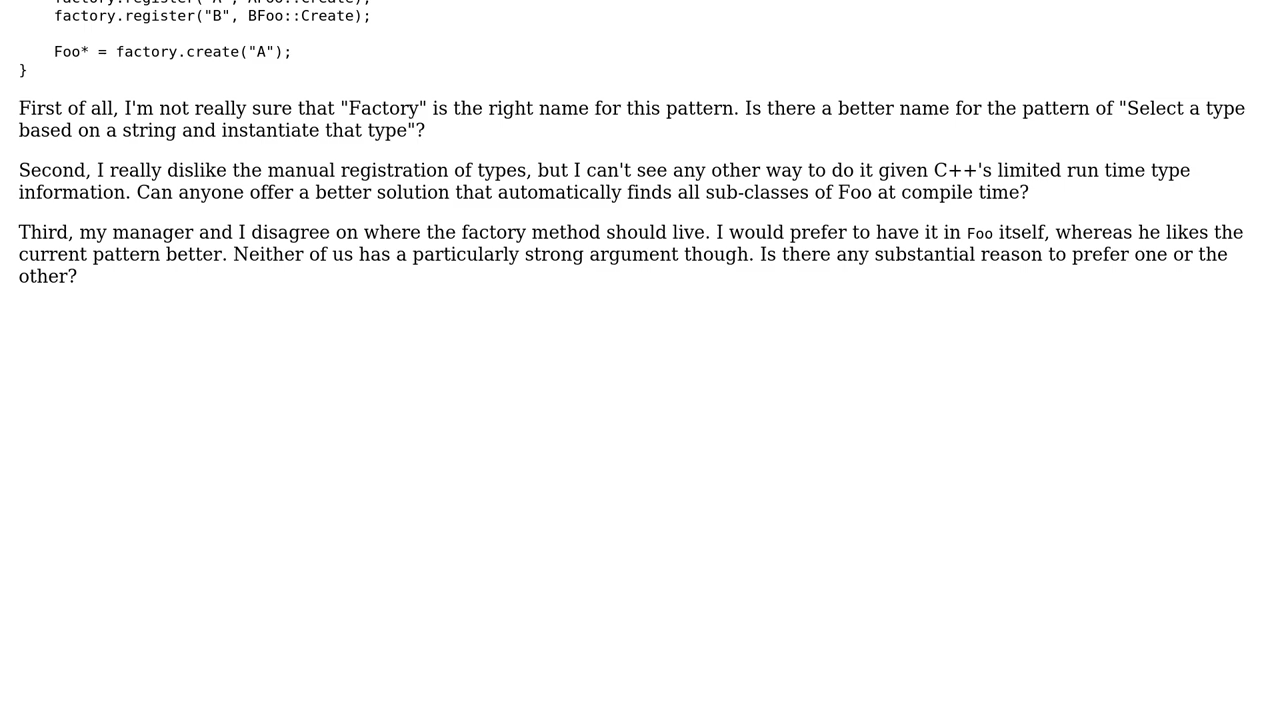 factory.register("A", AFoo::Create);
factory.register("B", BFoo::Create);
Foo* = factory.create("A");
}
First of all, I'm not really sure that "Factory" is the right name for this pattern. Is there a better name for the pattern of "Select a type
based on a string and instantiate that type"?
Second, I really dislike the manual registration of types, but I can't see any other way to do it given C++'s limited run time type
information. Can anyone offer a better solution that automatically finds all sub-classes of Foo at compile time?
Third, my manager and I disagree on where the factory method should live. I would prefer to have it in Foo itself, whereas he likes the
current pattern better. Neither of us has a particularly strong argument though. Is there any substantial reason to prefer one or the
other?